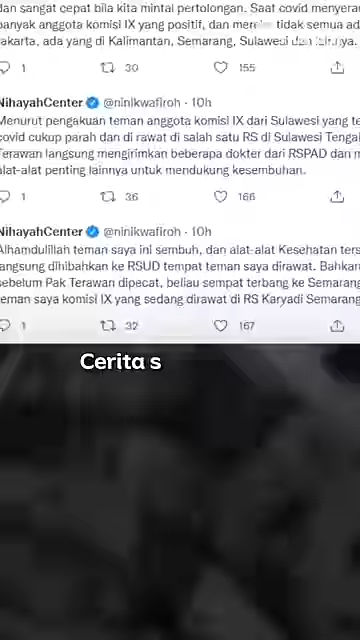 dan sangat cepat bila kita mintai pertolongan. Saat covid menyeran
banyak anggota komisi IX yang positif, dan tidak semua ad
akarta, ada yang di Kalimantan, Semarang, Sulawesi dan
1 30 155
NihayahCenter @ninikwafiroh · 10h
Menurut pengakuan teman anggota komisi IX dari Sulawesi yang te
covid cukup parah dan di rawat di salah satu RS di Sulawesi Tengal
Terawan langsung mengirimkan beberapa dokter dari RSPAD dan m
alat-alat penting lainnya untuk mendukung kesembuhan.
1 36 166
NihayahCenter @ninikwafiroh · 10h
Alhamdulillah teman saya ini sembuh, dan alat-alat Kesehatan ters
langsung dihibahkan ke RSUD tempat teman saya dirawat. Bahkan
sebelum Pak Terawan dipecat, beliau sempat terbang ke Semarang
teman saya komisi IX yang sedang dirawat di RS Karyadi Semarang
1 32 167
Cerita s